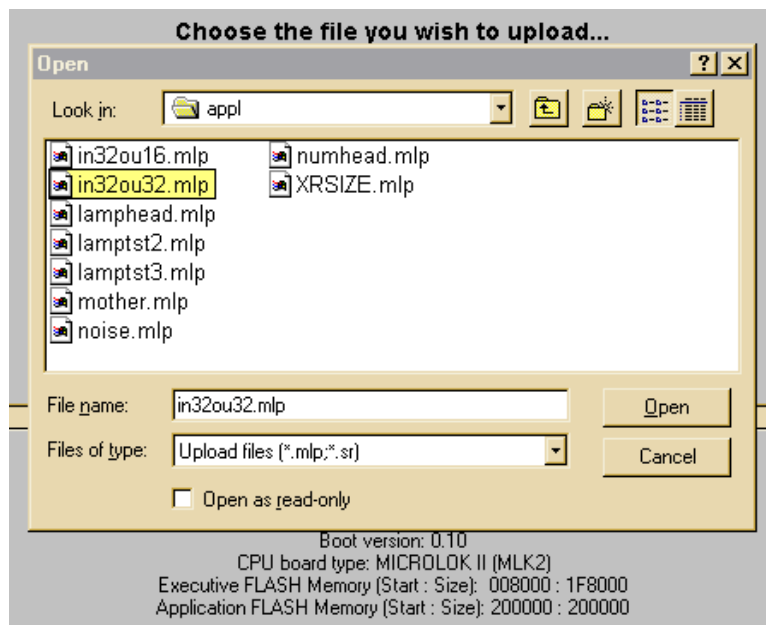 Choose the file you wish to upload...
Open
Look in: appl
in32ou16.mlp
in32ou32.mlp
lamphead.mlp
lamptst2.mlp
lamptst3.mlp
mother.mlp
noise.mlp
numhead.mlp
XRSIZE.mlp
File name: in32ou32.mlp
Open
Files of type: Upload files (*.mlp;*.sr)
Cancel
Open as read-only
Boot version: 0.10
CPU board type: MICROLOK II (MLK2)
Executive FLASH Memory (Start : Size): 008000 : 1F8000
Application FLASH Memory (Start : Size): 200000 : 200000